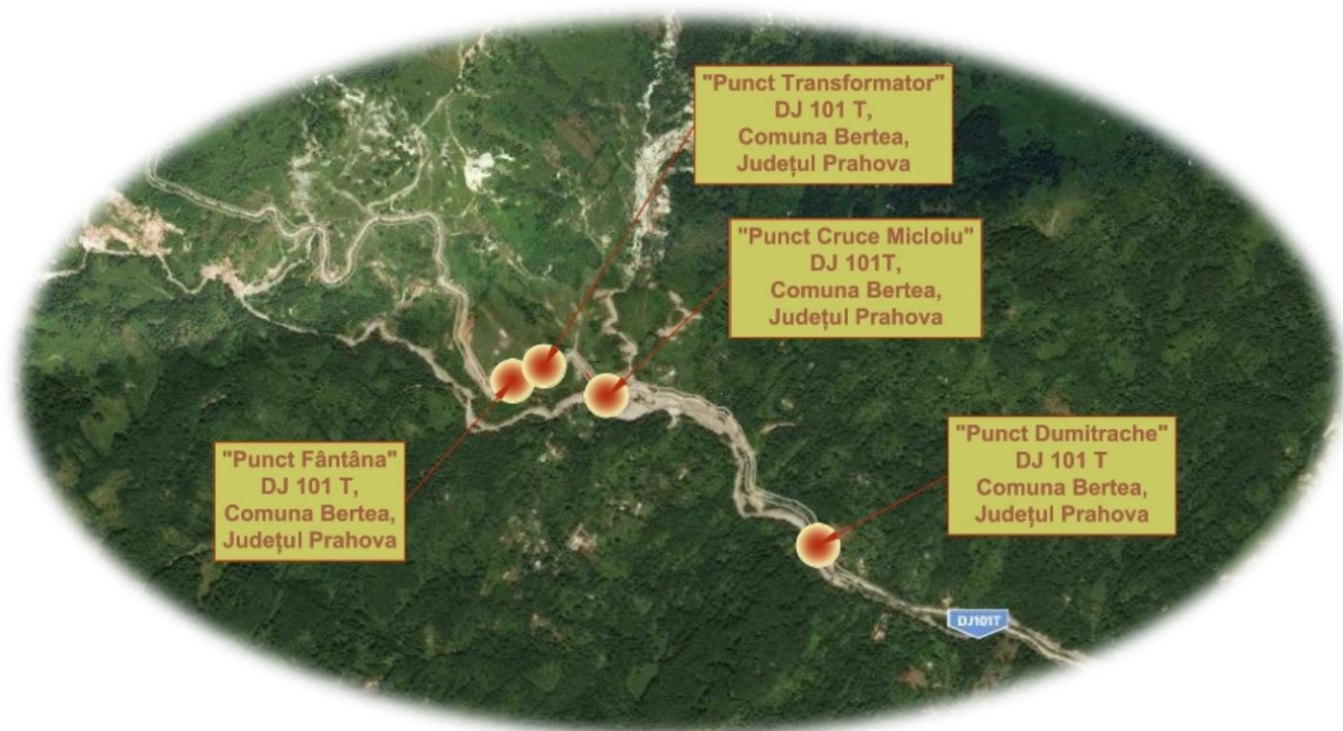 "Punct Transformator"
DJ 101 T,
Comuna Bertea,
Județul Prahova
"Punct Cruce Micloiu"
DJ 101T,
Comuna Bertea,
Județul Prahova
"Punct Fântâna"
DJ 101 T,
Comuna Bertea,
Județul Prahova
"Punct Dumitrache"
DJ 101 T
Comuna Bertea,
Județul Prahova
DJ101T